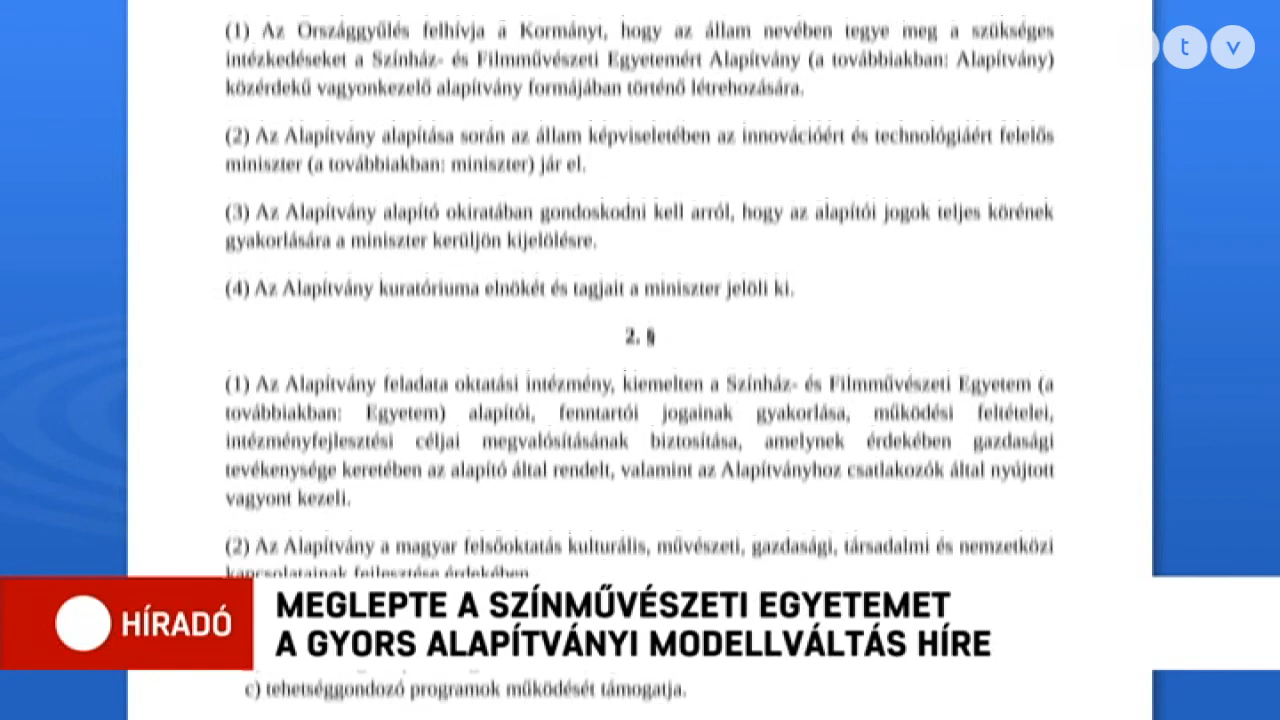 (1) Az Országgyűlés felhívja a Kormányt, hogy az állam nevében tegye meg a szükséges
intézkedéseket a Színház- és Filmművészeti Egyetemért Alapítvány (a továbbiakban: Alapítvány)
közérdekű vagyonkezelő alapítvány formájában történő létrehozására.
(2) Az Alapítvány alapítása során az állam képviseletében az innovációért és technológiáért felelős
miniszter (a továbbiakban: miniszter) jár el.
(3) Az Alapítvány alapító okiratában gondoskodni kell arról, hogy az alapítói jogok teljes körének
gyakorlására a miniszter kerüljön kijelölésre.
(4) Az Alapítvány kuratóriuma elnökét és tagjait a miniszter jelöli ki.
2. §
(1) Az Alapítvány feladata oktatási intézmény, kiemelten a Színház- és Filmművészeti Egyetem (a
továbbiakban: Egyetem) alapítói, fenntartói jogainak gyakorlása, működési feltételei,
intézményfejlesztési céljai megvalósításának biztosítása, amelynek érdekében gazdasági
tevékenysége keretében az alapító által rendelt, valamint az Alapítványhoz csatlakozók által nyújtott
vagyont kezeli.
(2) Az Alapítvány a magyar felsőoktatás kulturális, művészeti, gazdasági, társadalmi és nemzetközi
kapcsolatainak fejlesztése érdekében
HÍRADÓ
MEGLEPTE A SZÍNMŰVÉSZETI EGYETEMET
A GYORS ALAPÍTVÁNYI MODELLVÁLTÁS HÍRE
c) tehetséggondozó programok működését támogatja.
t v